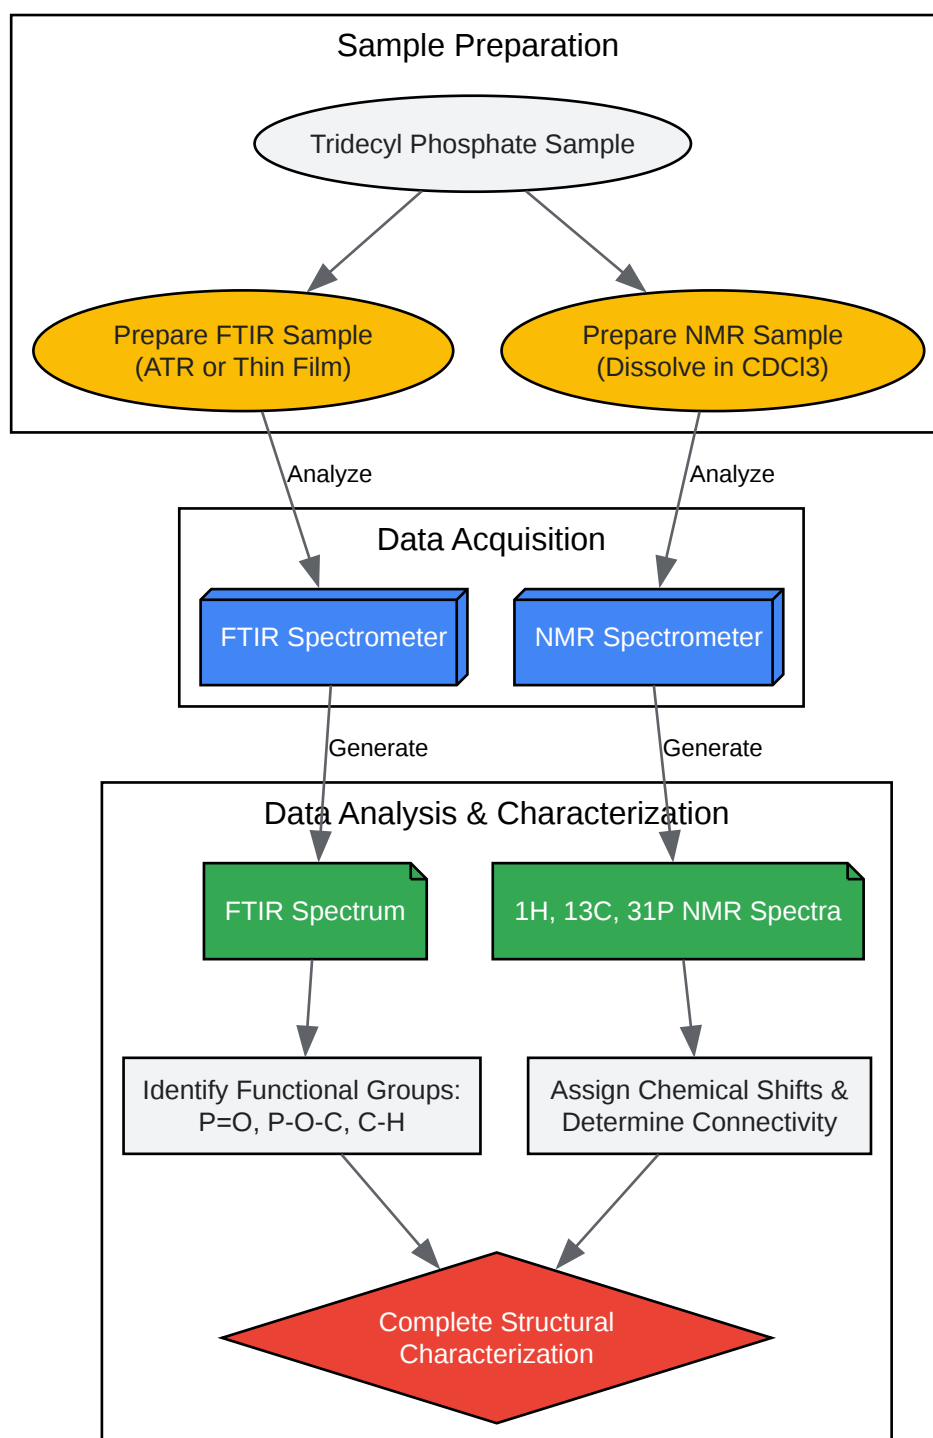 Sample Preparation
Tridecyl Phosphate Sample
Prepare FTIR Sample
(ATR or Thin Film)
Prepare NMR Sample
(Dissolve in CDCl3)
Analyze
Analyze
Data Acquisition
FTIR Spectrometer
NMR Spectrometer
Generate
Generate
Data Analysis & Characterization
FTIR Spectrum
1H, 13C, 31P NMR Spectra
Identify Functional Groups:
P=O, P-O-C, C-H
Assign Chemical Shifts &
Determine Connectivity
Complete Structural
Characterization